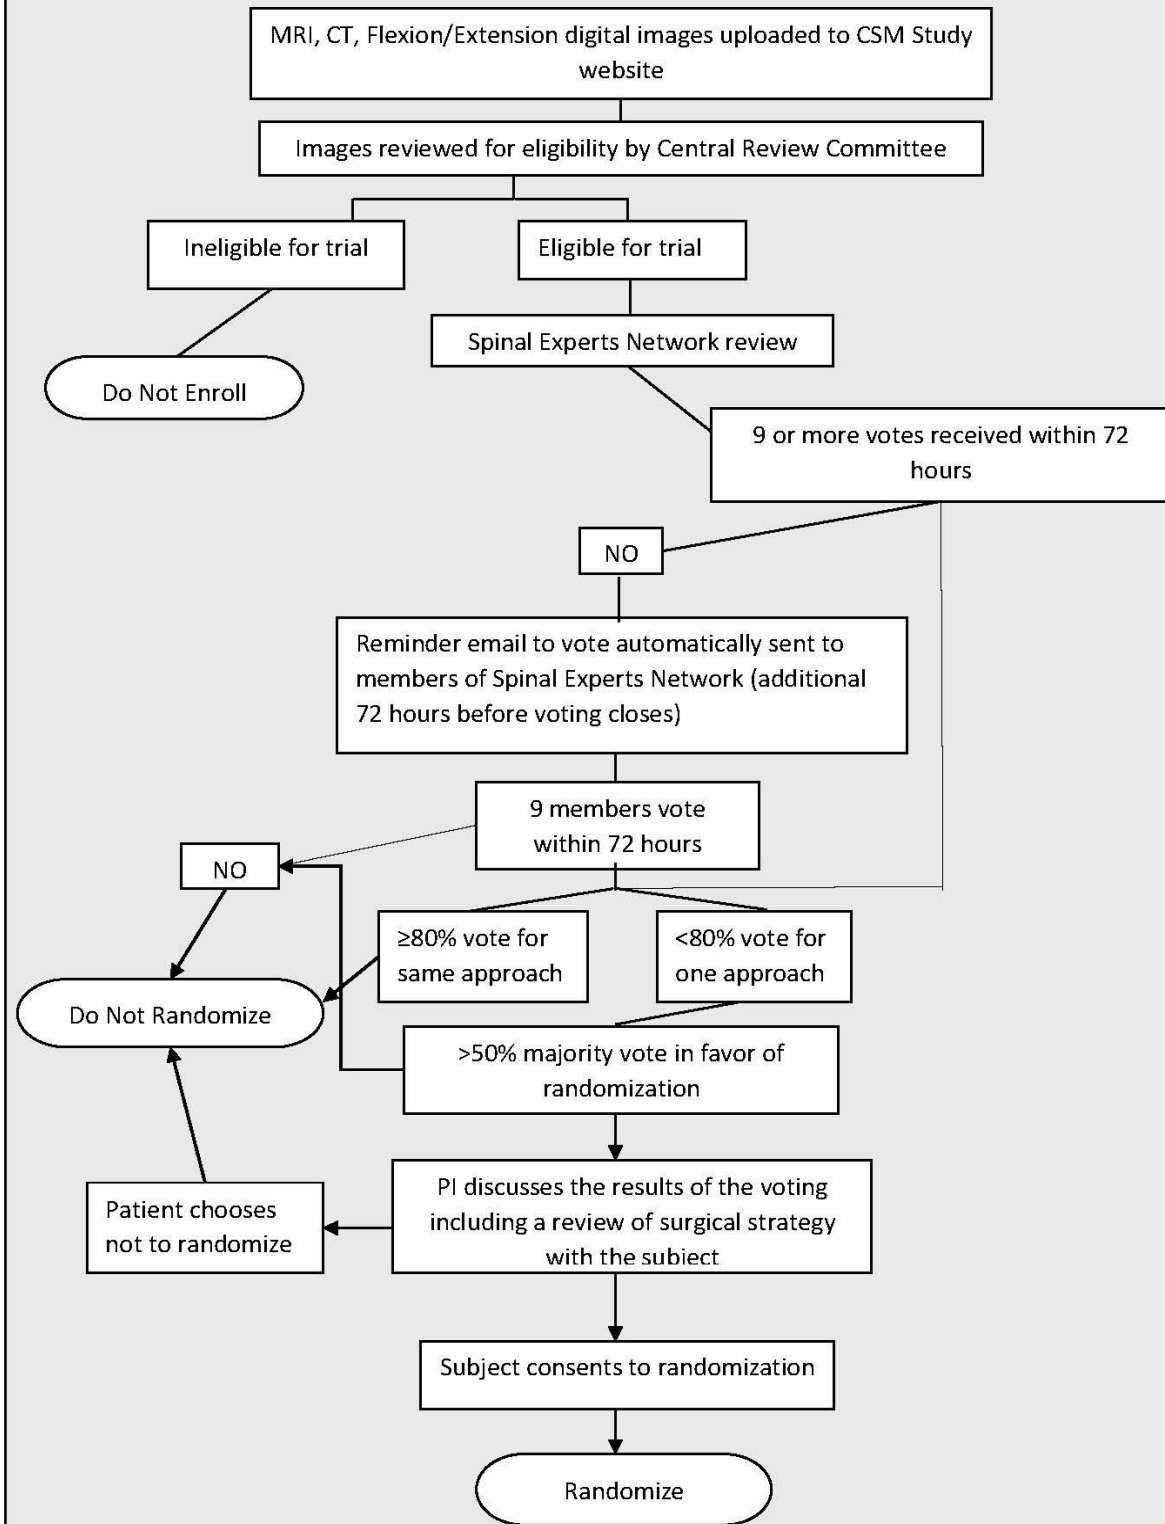 MRI, CT, Flexion/Extension digital images uploaded to CSM Study
website
Images reviewed for eligibility by Central Review Committee
Ineligible for trial
Eligible for trial
Spinal Experts Network review
Do Not Enroll
9 or more votes received within 72
hours
NO
Reminder email to vote automatically sent to
members of Spinal Experts Network (additional
72 hours before voting closes)
9 members vote
within 72 hours
NO
≥80% vote for
same approach
<80% vote for
one approach
Do Not Randomize
>50% majority vote in favor of
randomization
PI discusses the results of the voting
including a review of surgical strategy
with the subject
Patient chooses
not to randomize
Subject consents to randomization
Randomize